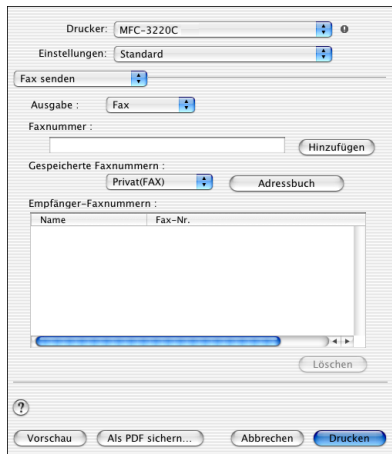 Drucker: MFC-3220C
Einstellungen: Standard
Fax senden
Ausgabe : Fax
Faxnummer :
Hinzufügen
Gespeicherte Faxnummern :
Privat(FAX) Adressbuch
Empfänger-Faxnummern :
Name Fax-Nr.
Löschen
?
Vorschau Als PDF sichern... Abbrechen Drucken